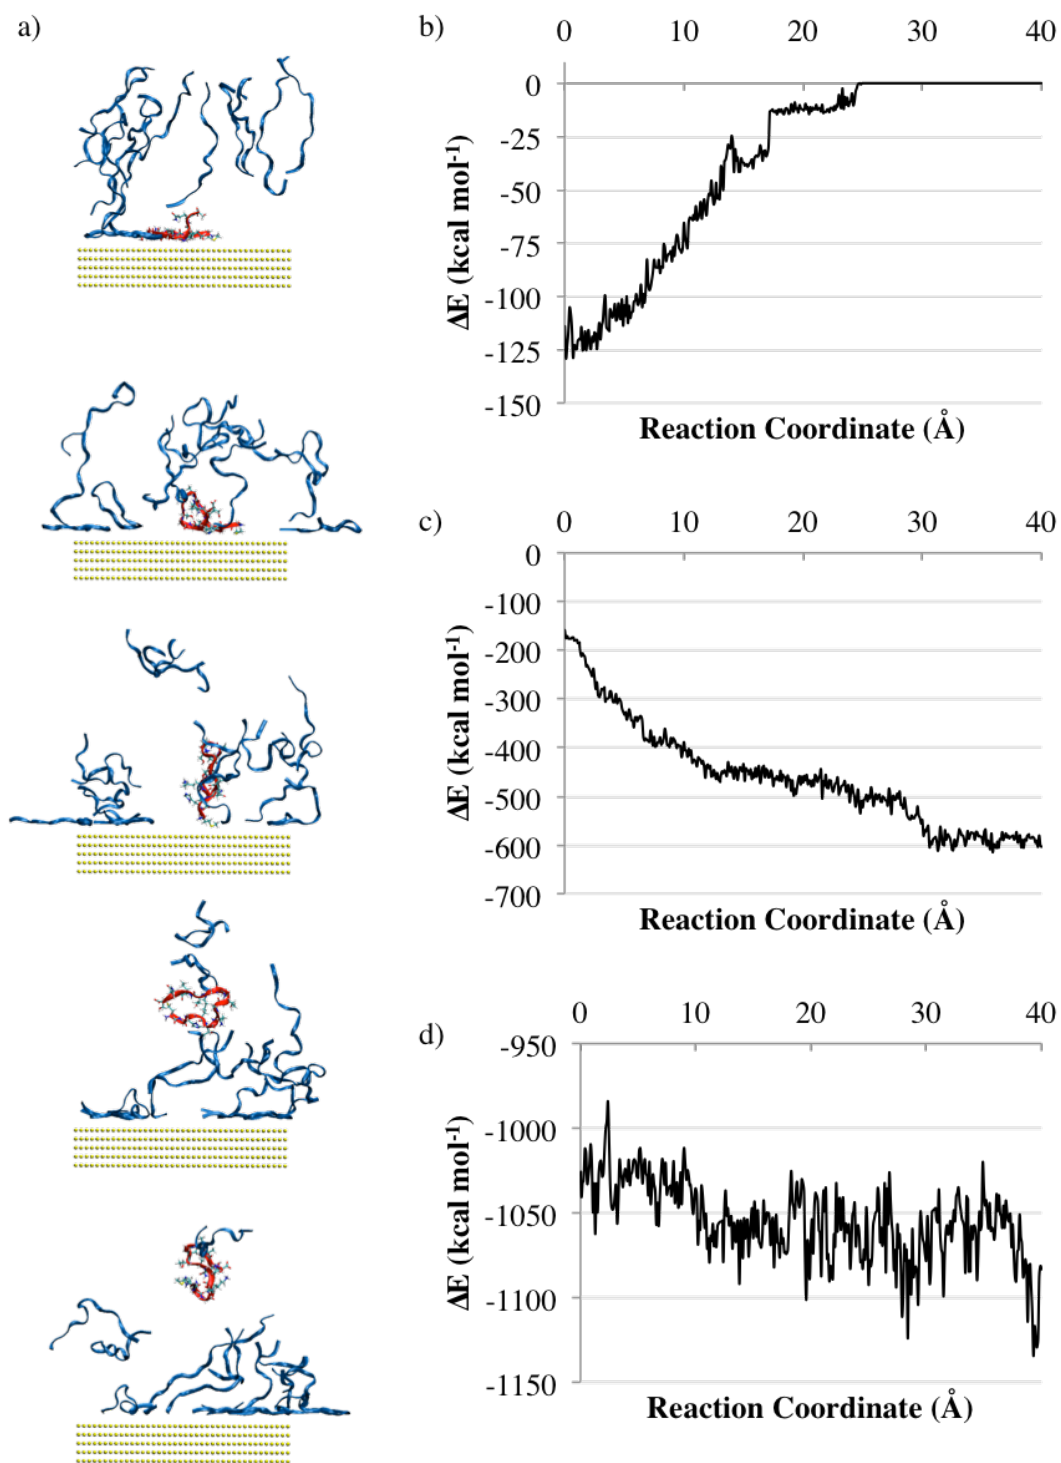 a)
b)
0 10 20 30 40
0
-25
-50
-75
-100
-125
-150
ΔE (kcal mol-1)
Reaction Coordinate (Å)
c)
0 10 20 30 40
0
-100
-200
-300
-400
-500
-600
-700
ΔE (kcal mol-1)
Reaction Coordinate (Å)
d)
0 10 20 30 40
-950
-1000
-1050
-1100
-1150
ΔE (kcal mol-1)
Reaction Coordinate (Å)